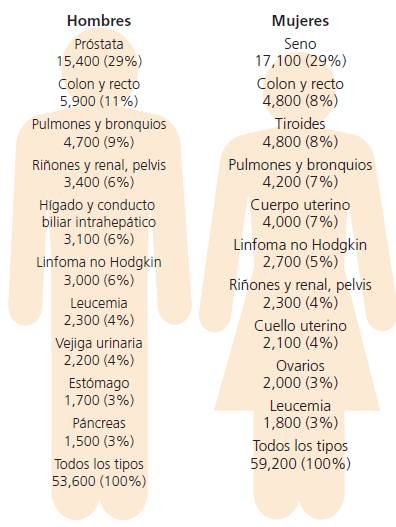 Hombres
Próstata
15,400 (29%)
Colon y recto
5,900 (11%)
Pulmones y bronquios
4,700 (9%)
Riñones y renal, pelvis
3,400 (6%)
Hígado y conducto
biliar intrahepático
3,100 (6%)
Linfoma no Hodgkin
3,000 (6%)
Leucemia
2,300 (4%)
Vejiga urinaria
2,200 (4%)
Estómago
1,700 (3%)
Páncreas
1,500 (3%)
Todos los tipos
53,600 (100%)
Mujeres
Seno
17,100 (29%)
Colon y recto
4,800 (8%)
Tiroides
4,800 (8%)
Pulmones y bronquios
4,200 (7%)
Cuerpo uterino
4,000 (7%)
Linfoma no Hodgkin
2,700 (5%)
Riñones y renal, pelvis
2,300 (4%)
Cuello uterino
2,100 (4%)
Ovarios
2,000 (3%)
Leucemia
1,800 (3%)
Todos los tipos
59,200 (100%)